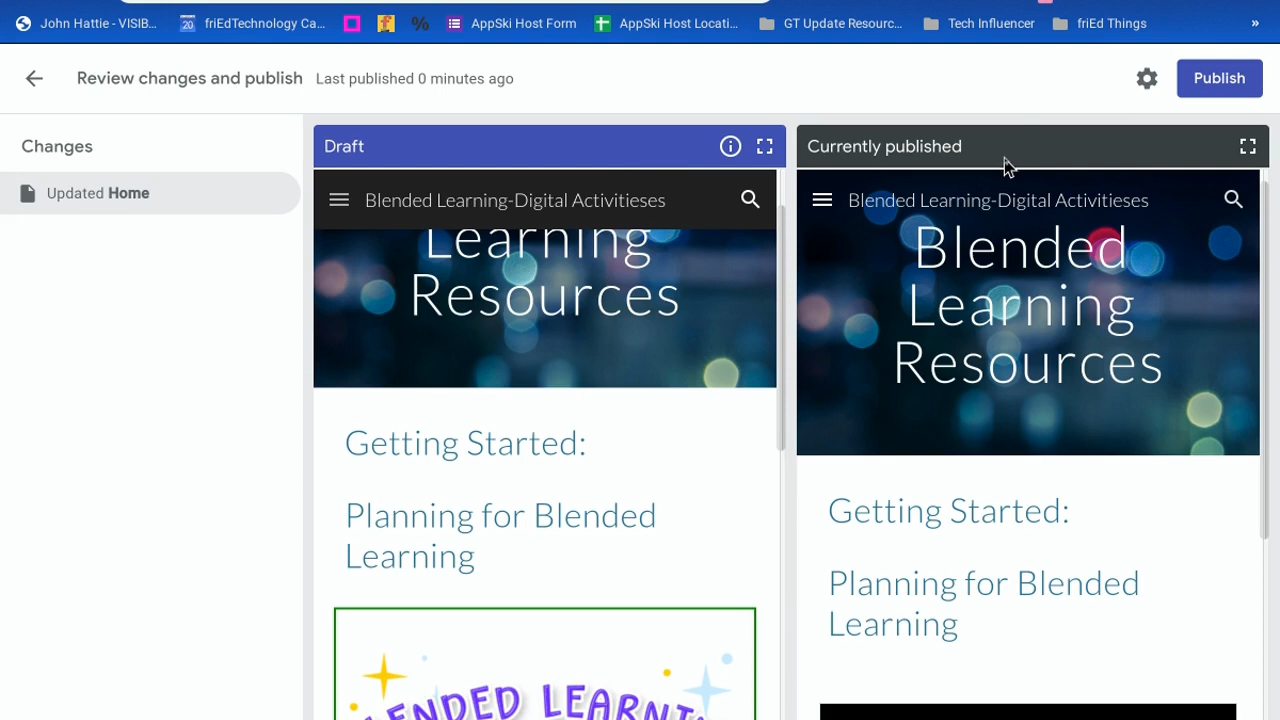 John Hattie - VISIB...
20
friEdTechnology Ca...
f
%
AppSki Host Form
AppSki Host Locati...
GT Update Resourc...
Tech Influencer
friEd Things
»
Review changes and publish
Last published 0 minutes ago
Publish
Changes
Updated Home
Draft
Blended Learning-Digital Activitieses
Learning
Resources
Getting Started:
Planning for Blended
Learning
BLENDED LEARNING
Currently published
Blended Learning-Digital Activitieses
Blended
Learning
Resources
Getting Started:
Planning for Blended
Learning